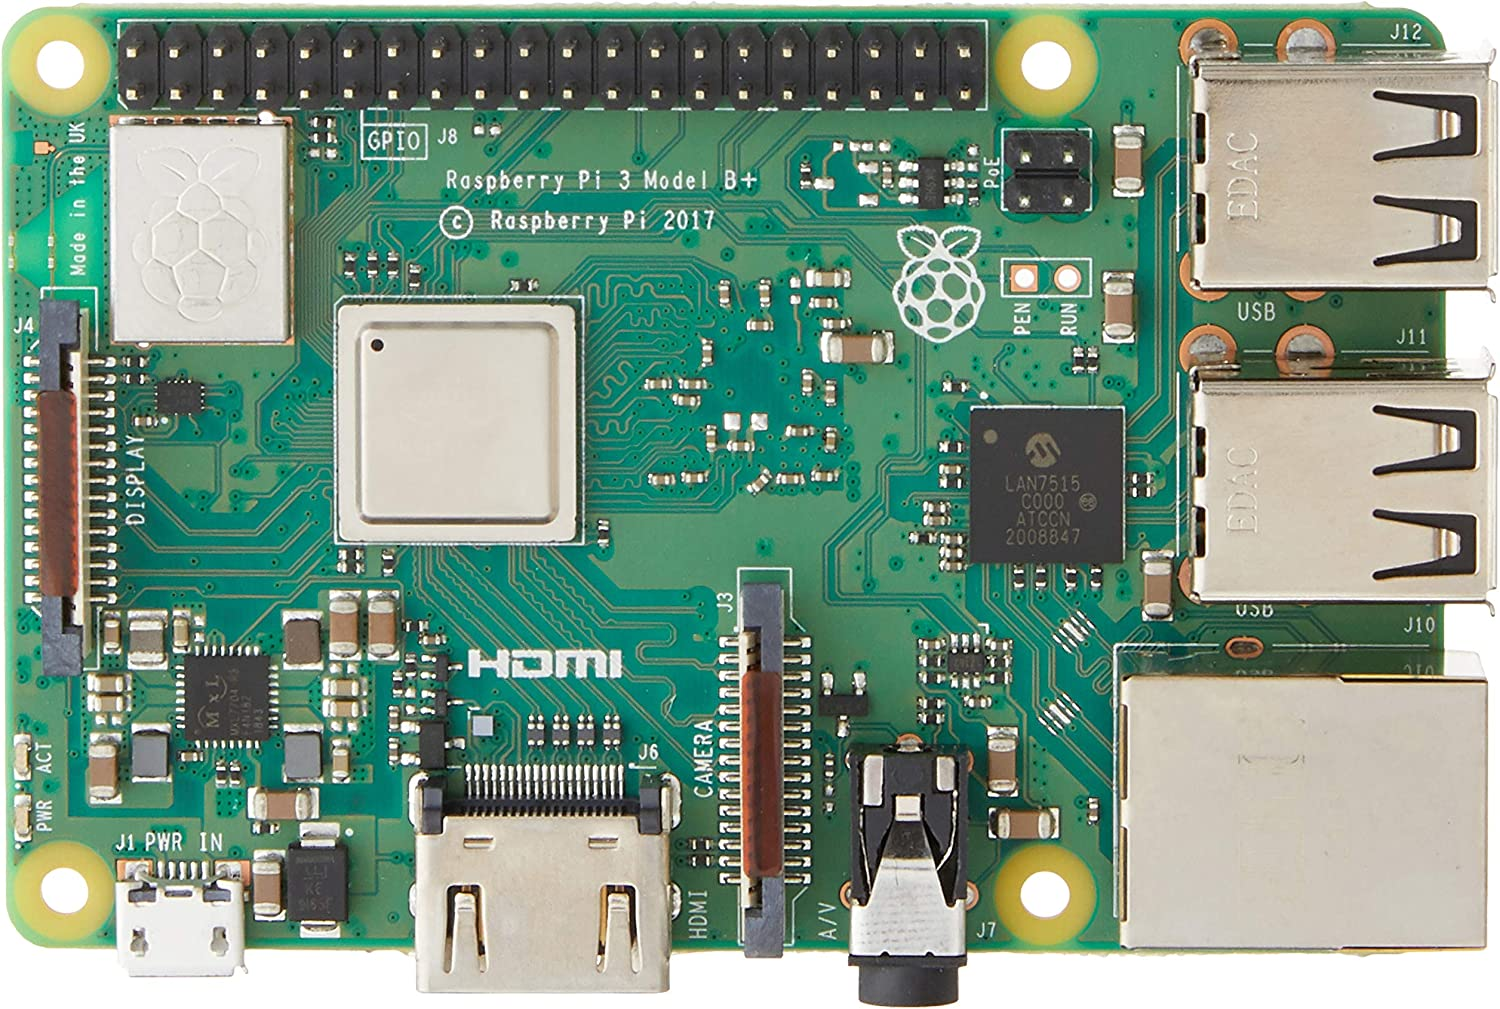 J12
Made in the UK
GPIO
J8
Raspberry Pi 3 Model B+
© Raspberry Pi 2017
PoE
EDAC
PEN
RUN
USB
J4
J11
DISPLAY
LAN7515
C000
ATCCN
2008847
EDAC
USB
J3
J10
HDMI
MxL
CAMERA
J6
ACT
PWR
J1 PWR IN
KE
HDMI
A/V
J7